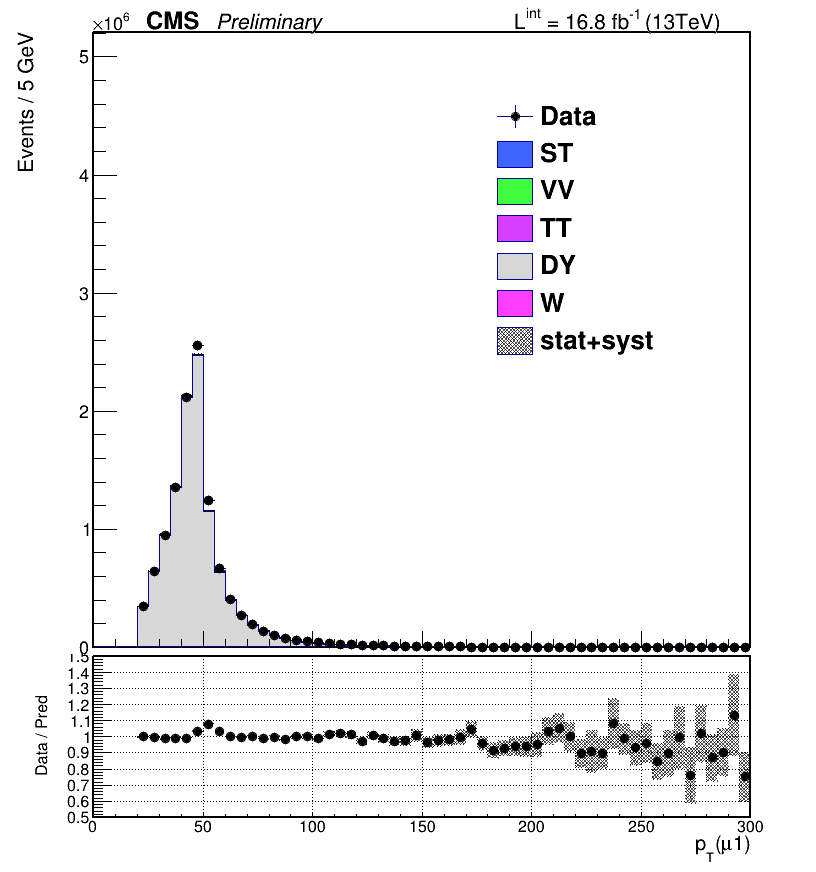 ×10⁶ CMS Preliminary L^int = 16.8 fb⁻¹ (13TeV)
Events / 5 GeV
5
4
3
2
1
0
Data
ST
VV
TT
DY
W
stat+syst
Data / Pred
1.5
1.4
1.3
1.2
1.1
1
0.9
0.8
0.7
0.6
0.5
0 50 100 150 200 250 300
p_T(μ1)